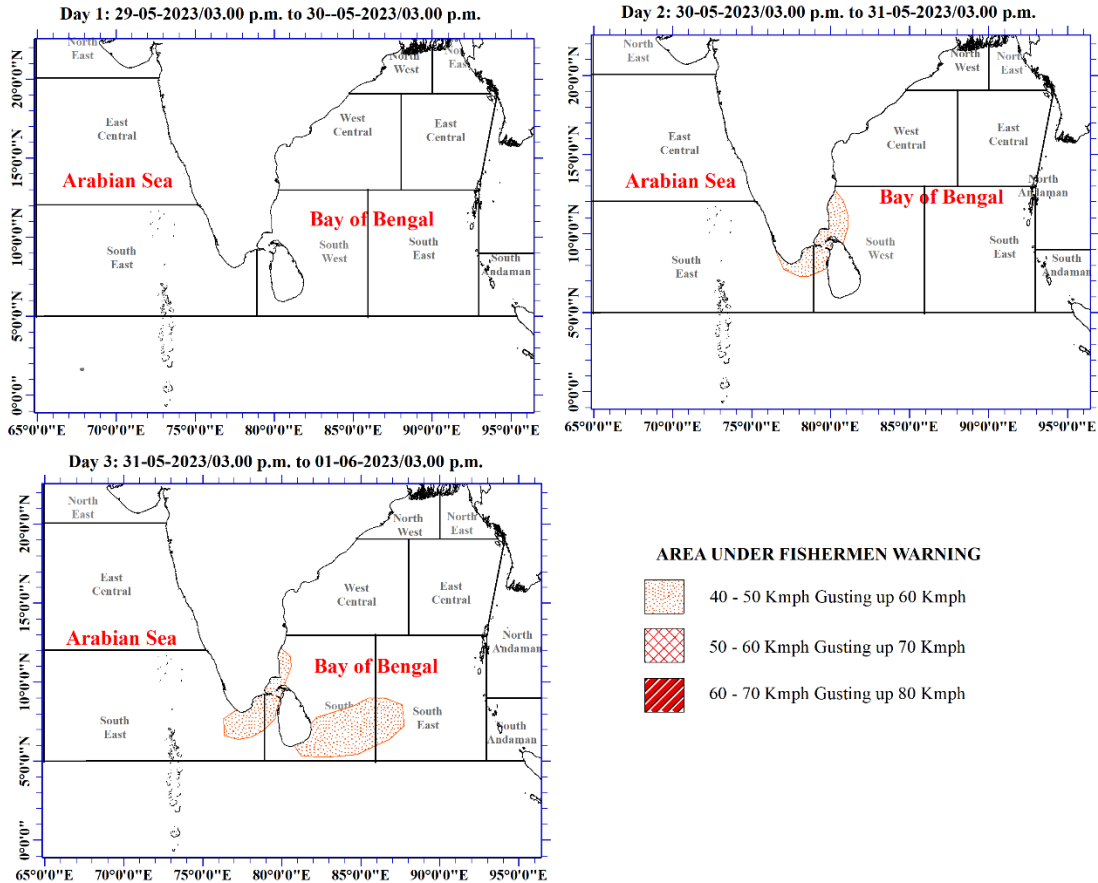 Day 1: 29-05-2023/03.00 p.m. to 30--05-2023/03.00 p.m.
North
East
North
West
North
East
East
Central
West
Central
East
Central
Arabian Sea
Bay of Bengal
South
East
South
West
South
East
South
Andaman
20°0'0"N
15°0'0"N
10°0'0"N
5°0'0"N
0°0'0"
65°0'0"E 70°0'0"E 75°0'0"E 80°0'0"E 85°0'0"E 90°0'0"E 95°0'0"E
Day 2: 30-05-2023/03.00 p.m. to 31-05-2023/03.00 p.m.
North
East
North
West
North
East
East
Central
West
Central
East
Central
Arabian Sea
Bay of Bengal
North
Andaman
South
East
South
West
South
East
South
Andaman
20°0'0"N
15°0'0"N
10°0'0"N
5°0'0"N
0°0'0"
65°0'0"E 70°0'0"E 75°0'0"E 80°0'0"E 85°0'0"E 90°0'0"E 95°0'0"E
Day 3: 31-05-2023/03.00 p.m. to 01-06-2023/03.00 p.m.
North
East
North
West
North
East
East
Central
West
Central
East
Central
Arabian Sea
Bay of Bengal
North
Andaman
South
East
South
South
East
South
Andaman
20°0'0"N
15°0'0"N
10°0'0"N
5°0'0"N
0°0'0"
65°0'0"E 70°0'0"E 75°0'0"E 80°0'0"E 85°0'0"E 90°0'0"E 95°0'0"E
AREA UNDER FISHERMEN WARNING
40 - 50 Kmph Gusting up 60 Kmph
50 - 60 Kmph Gusting up 70 Kmph
60 - 70 Kmph Gusting up 80 Kmph